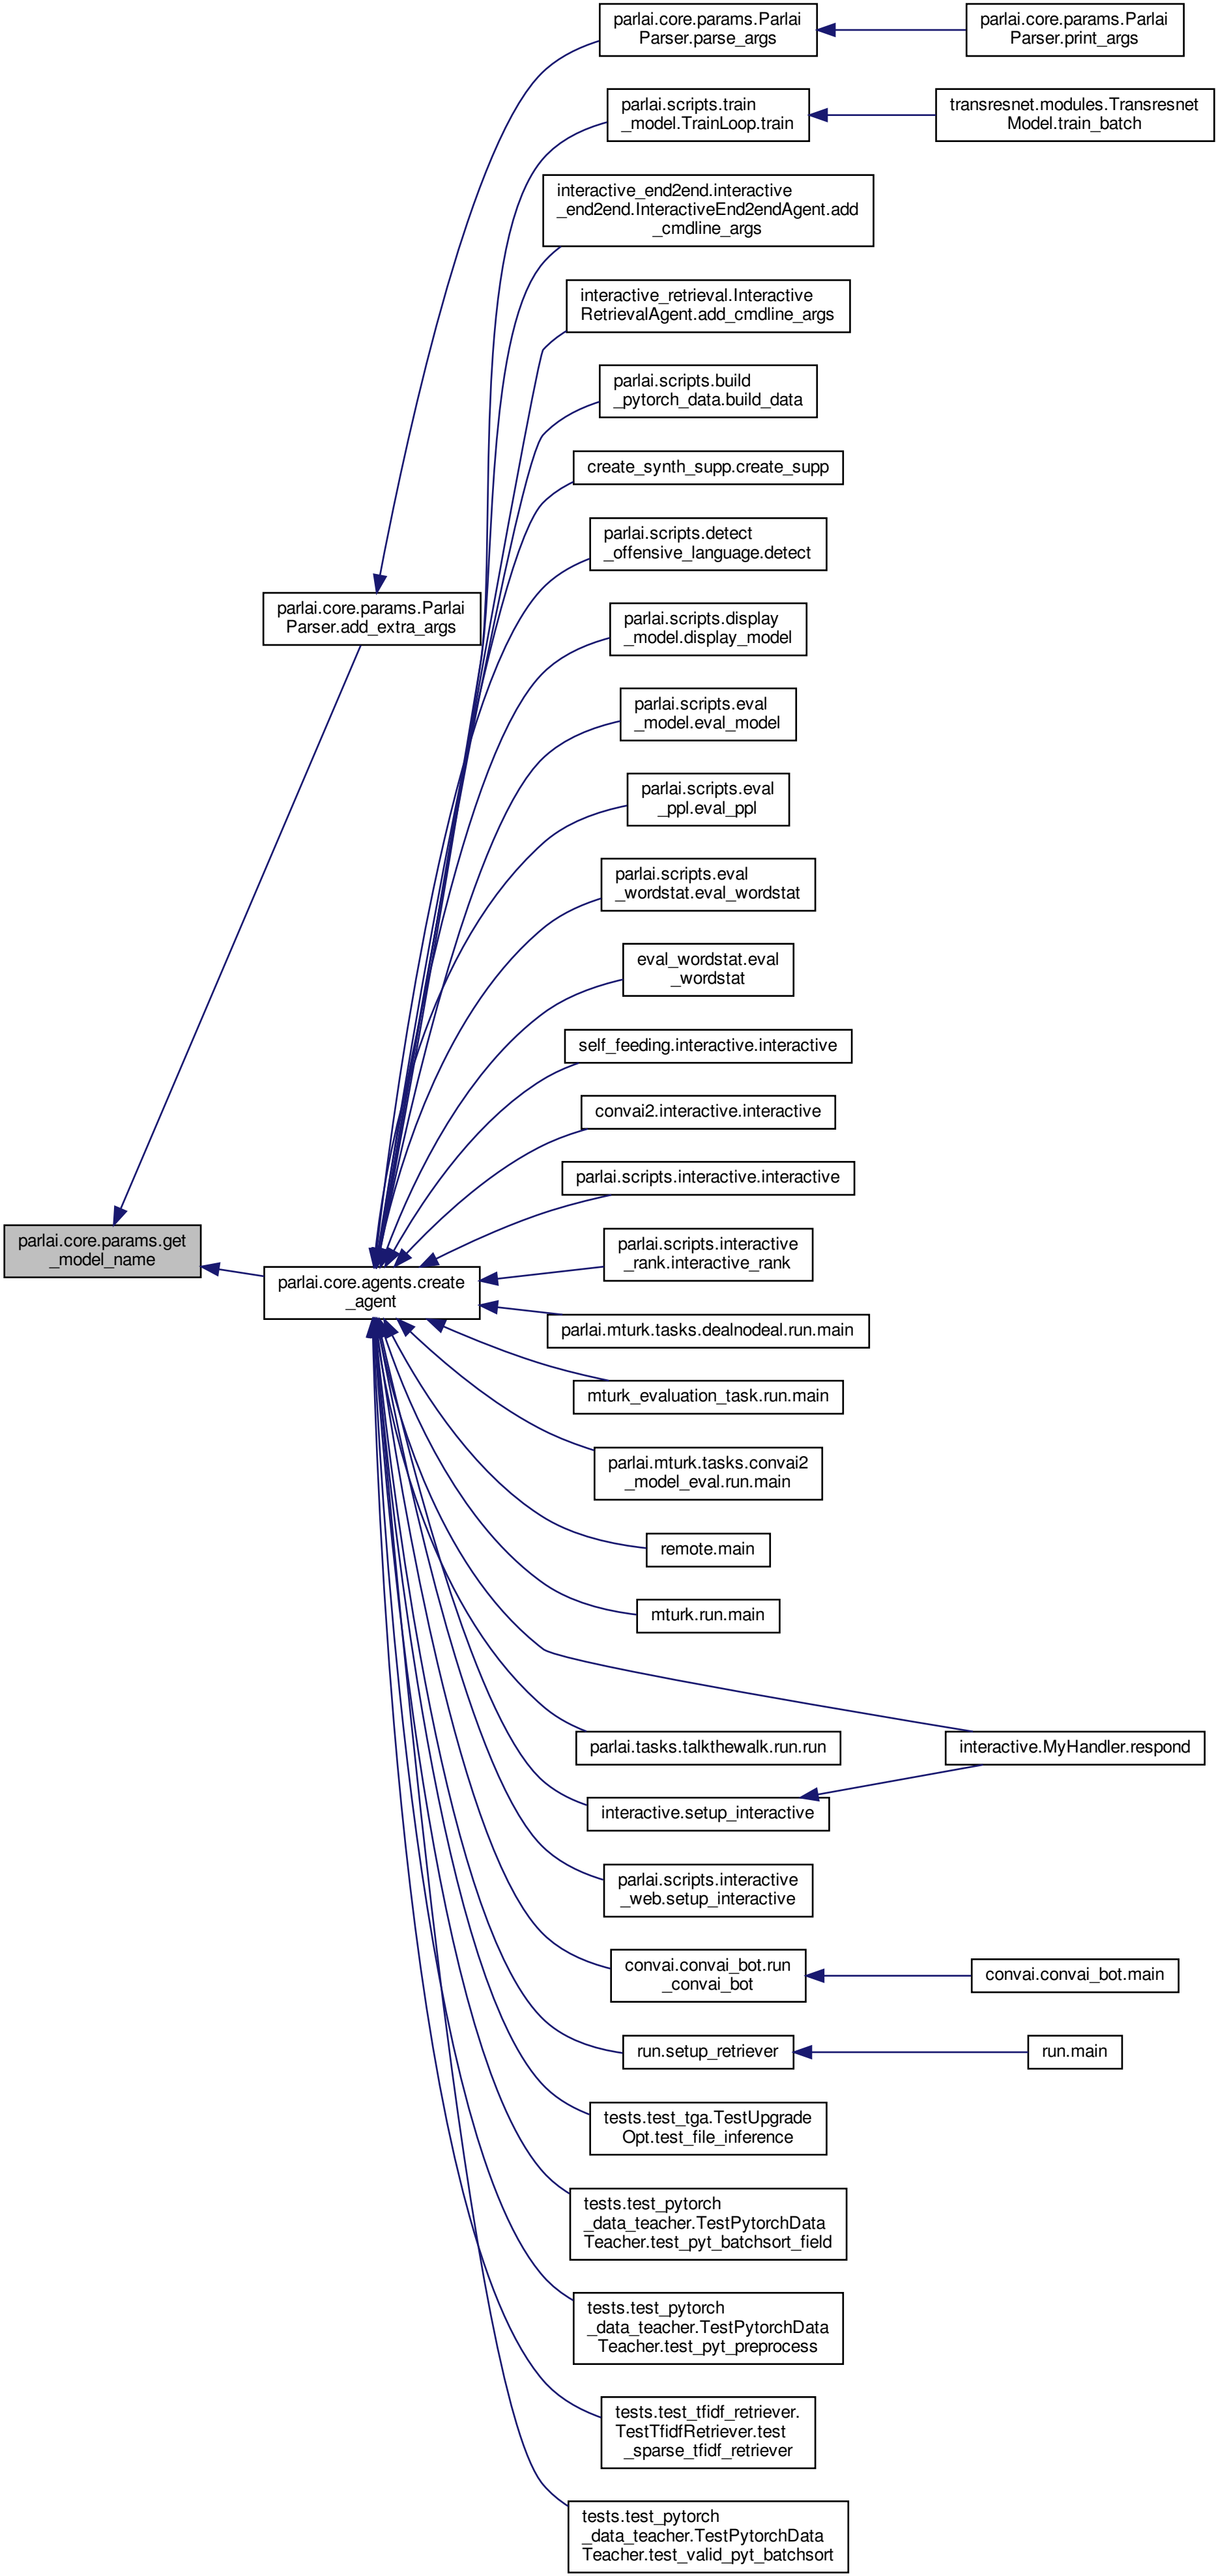 parlai.core.params.Parlai
Parser.parse_args
parlai.core.params.Parlai
Parser.print_args
parlai.scripts.train
_model.TrainLoop.train
transresnet.modules.Transresnet
Model.train_batch
interactive_end2end.interactive
_end2end.InteractiveEnd2endAgent.add
_cmdline_args
interactive_retrieval.Interactive
RetrievalAgent.add_cmdline_args
parlai.scripts.build
_pytorch_data.build_data
create_synth_supp.create_supp
parlai.scripts.detect
_offensive_language.detect
parlai.core.params.Parlai
Parser.add_extra_args
parlai.scripts.display
_model.display_model
parlai.scripts.eval
_model.eval_model
parlai.scripts.eval
_ppl.eval_ppl
parlai.scripts.eval
_wordstat.eval_wordstat
eval_wordstat.eval
_wordstat
self_feeding.interactive.interactive
convai2.interactive.interactive
parlai.scripts.interactive.interactive
parlai.core.params.get
_model_name
parlai.core.agents.create
_agent
parlai.scripts.interactive
_rank.interactive_rank
parlai.mturk.tasks.dealnodeal.run.main
mturk_evaluation_task.run.main
parlai.mturk.tasks.convai2
_model_eval.run.main
remote.main
mturk.run.main
parlai.tasks.talkthewalk.run.run
interactive.MyHandler.respond
interactive.setup_interactive
parlai.scripts.interactive
_web.setup_interactive
convai.convai_bot.run
_convai_bot
convai.convai_bot.main
run.setup_retriever
run.main
tests.test_tga.TestUpgrade
Opt.test_file_inference
tests.test_pytorch
_data_teacher.TestPytorchData
Teacher.test_pyt_batchsort_field
tests.test_pytorch
_data_teacher.TestPytorchData
Teacher.test_pyt_preprocess
tests.test_tfidf_retriever.
TestTfidfRetriever.test
_sparse_tfidf_retriever
tests.test_pytorch
_data_teacher.TestPytorchData
Teacher.test_valid_pyt_batchsort